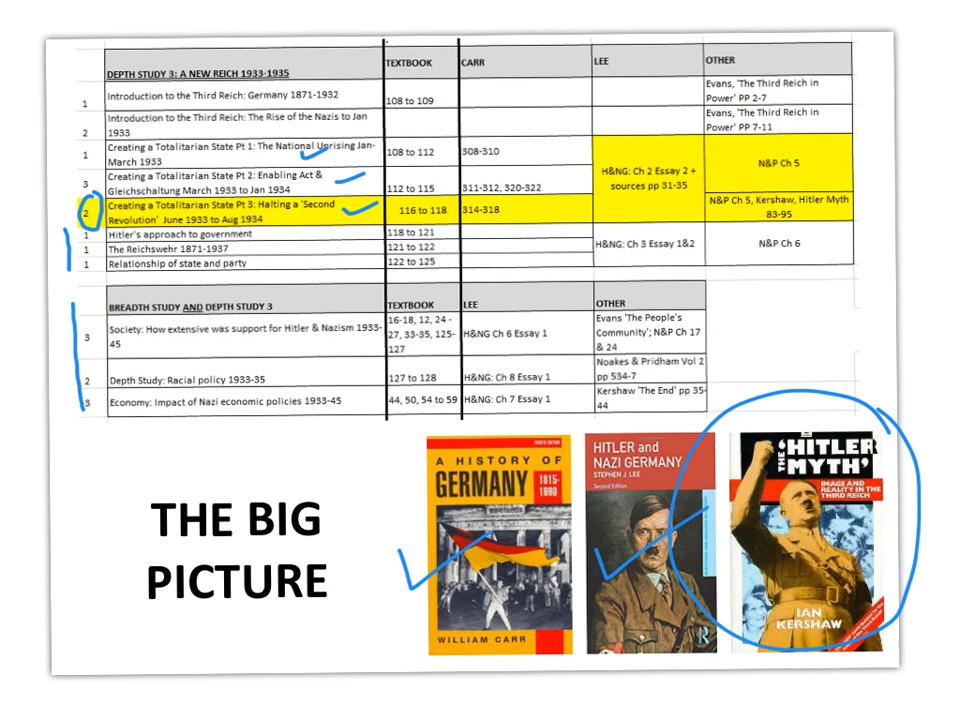 DEPTH STUDY 3: A NEW REICH 1933-1935 TEXTBOOK CARR LEE OTHER
1 Introduction to the Third Reich: Germany 1871-1932 108 to 109 Evans, 'The Third Reich in
Power' PP 2-7
2 Introduction to the Third Reich: The Rise of the Nazis to Jan
1933
Evans, 'The Third Reich in
Power' PP 7-11
1 Creating a Totalitarian State Pt 1: The National Uprising Jan-
March 1933
108 to 112 308-310
3 Creating a Totalitarian State Pt 2: Enabling Act &
Gleichschaltung March 1933 to Jan 1934
112 to 115 311-312, 320-322
H&NG: Ch 2 Essay 2 +
sources pp 31-35
N&P Ch 5
2 Creating a Totalitarian State Pt 3: Halting a 'Second
Revolution' June 1933 to Aug 1934
116 to 118 314-318
N&P Ch 5, Kershaw, Hitler Myth
83-95
1 Hitler's approach to government 118 to 121
1 The Reichswehr 1871-1937 121 to 122
1 Relationship of state and party 122 to 125
H&NG: Ch 3 Essay 1&2 N&P Ch 6
BREADTH STUDY AND DEPTH STUDY 3 TEXTBOOK LEE OTHER
3 Society: How extensive was support for Hitler & Nazism 1933-
45
16-18, 12, 24 -
27, 33-35, 125-
127
H&NG Ch 6 Essay 1
Evans 'The People's
Community'; N&P Ch 17
& 24
2 Depth Study: Racial policy 1933-35 127 to 128 H&NG: Ch 8 Essay 1
Noakes & Pridham Vol 2
pp 534-7
3 Economy: Impact of Nazi economic policies 1933-45 44, 50, 54 to 59 H&NG: Ch 7 Essay 1
Kershaw 'The End' pp 35-
44
THE BIG
PICTURE
FOURTH EDITION
A HISTORY OF
GERMANY
1815-
1990
WILLIAM CARR
HITLER and
NAZI GERMANY
STEPHEN J. LEE
Second Edition
R
THE 'HITLER
MYTH'
IMAGE AND
REALITY IN THE
THIRD REICH
IAN
KERSHAW